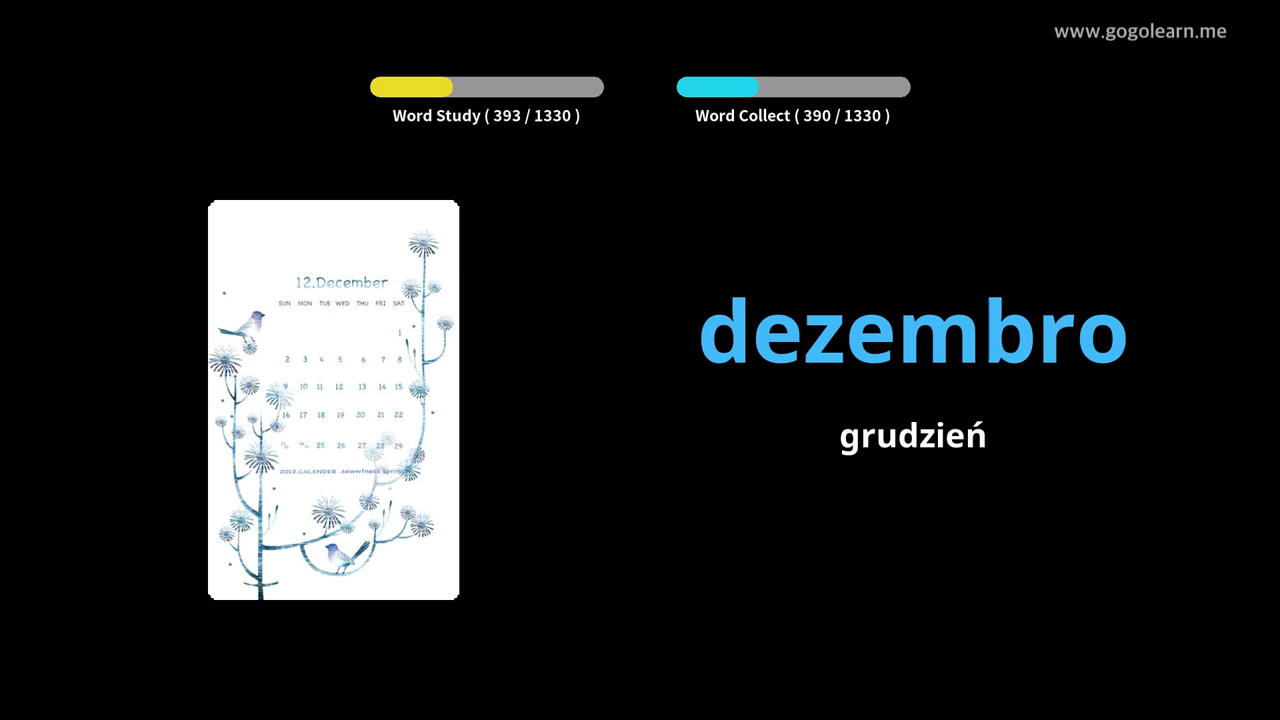 www.gogolearn.me
Word Study ( 393 / 1330 )
Word Collect ( 390 / 1330 )
12.December
SUN MON TUE WED THU FRI SAT
1
2 3 4 5 6 7 8
9 10 11 12 13 14 15
16 17 18 19 20 21 22
25 26 27 28 29
2012.CALENDER
dezembro
grudzień